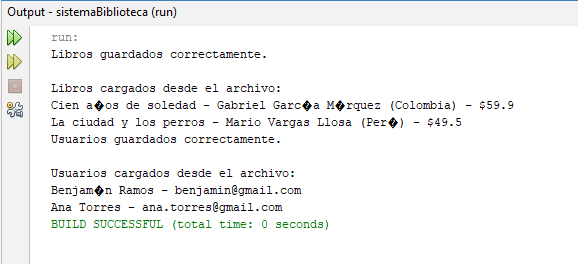 Output - sistemaBiblioteca (run)
run:
Libros guardados correctamente.
Libros cargados desde el archivo:
Cien a�os de soledad - Gabriel Garc�a M�rquez (Colombia) - $59.9
La ciudad y los perros - Mario Vargas Llosa (Per�) - $49.5
Usuarios guardados correctamente.
Usuarios cargados desde el archivo:
Benjam�n Ramos - benjamin@gmail.com
Ana Torres - ana.torres@gmail.com
BUILD SUCCESSFUL (total time: 0 seconds)